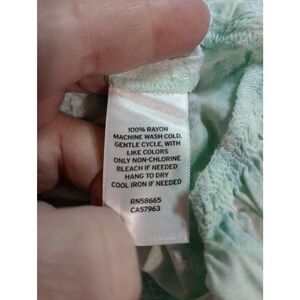 100% RAYON
MACHINE WASH COLD,
GENTLE CYCLE, WITH
LIKE COLORS
ONLY NON-CHLORINE
BLEACH IF NEEDED
HANG TO DRY
COOL IRON IF NEEDED
RN58665
CA57963